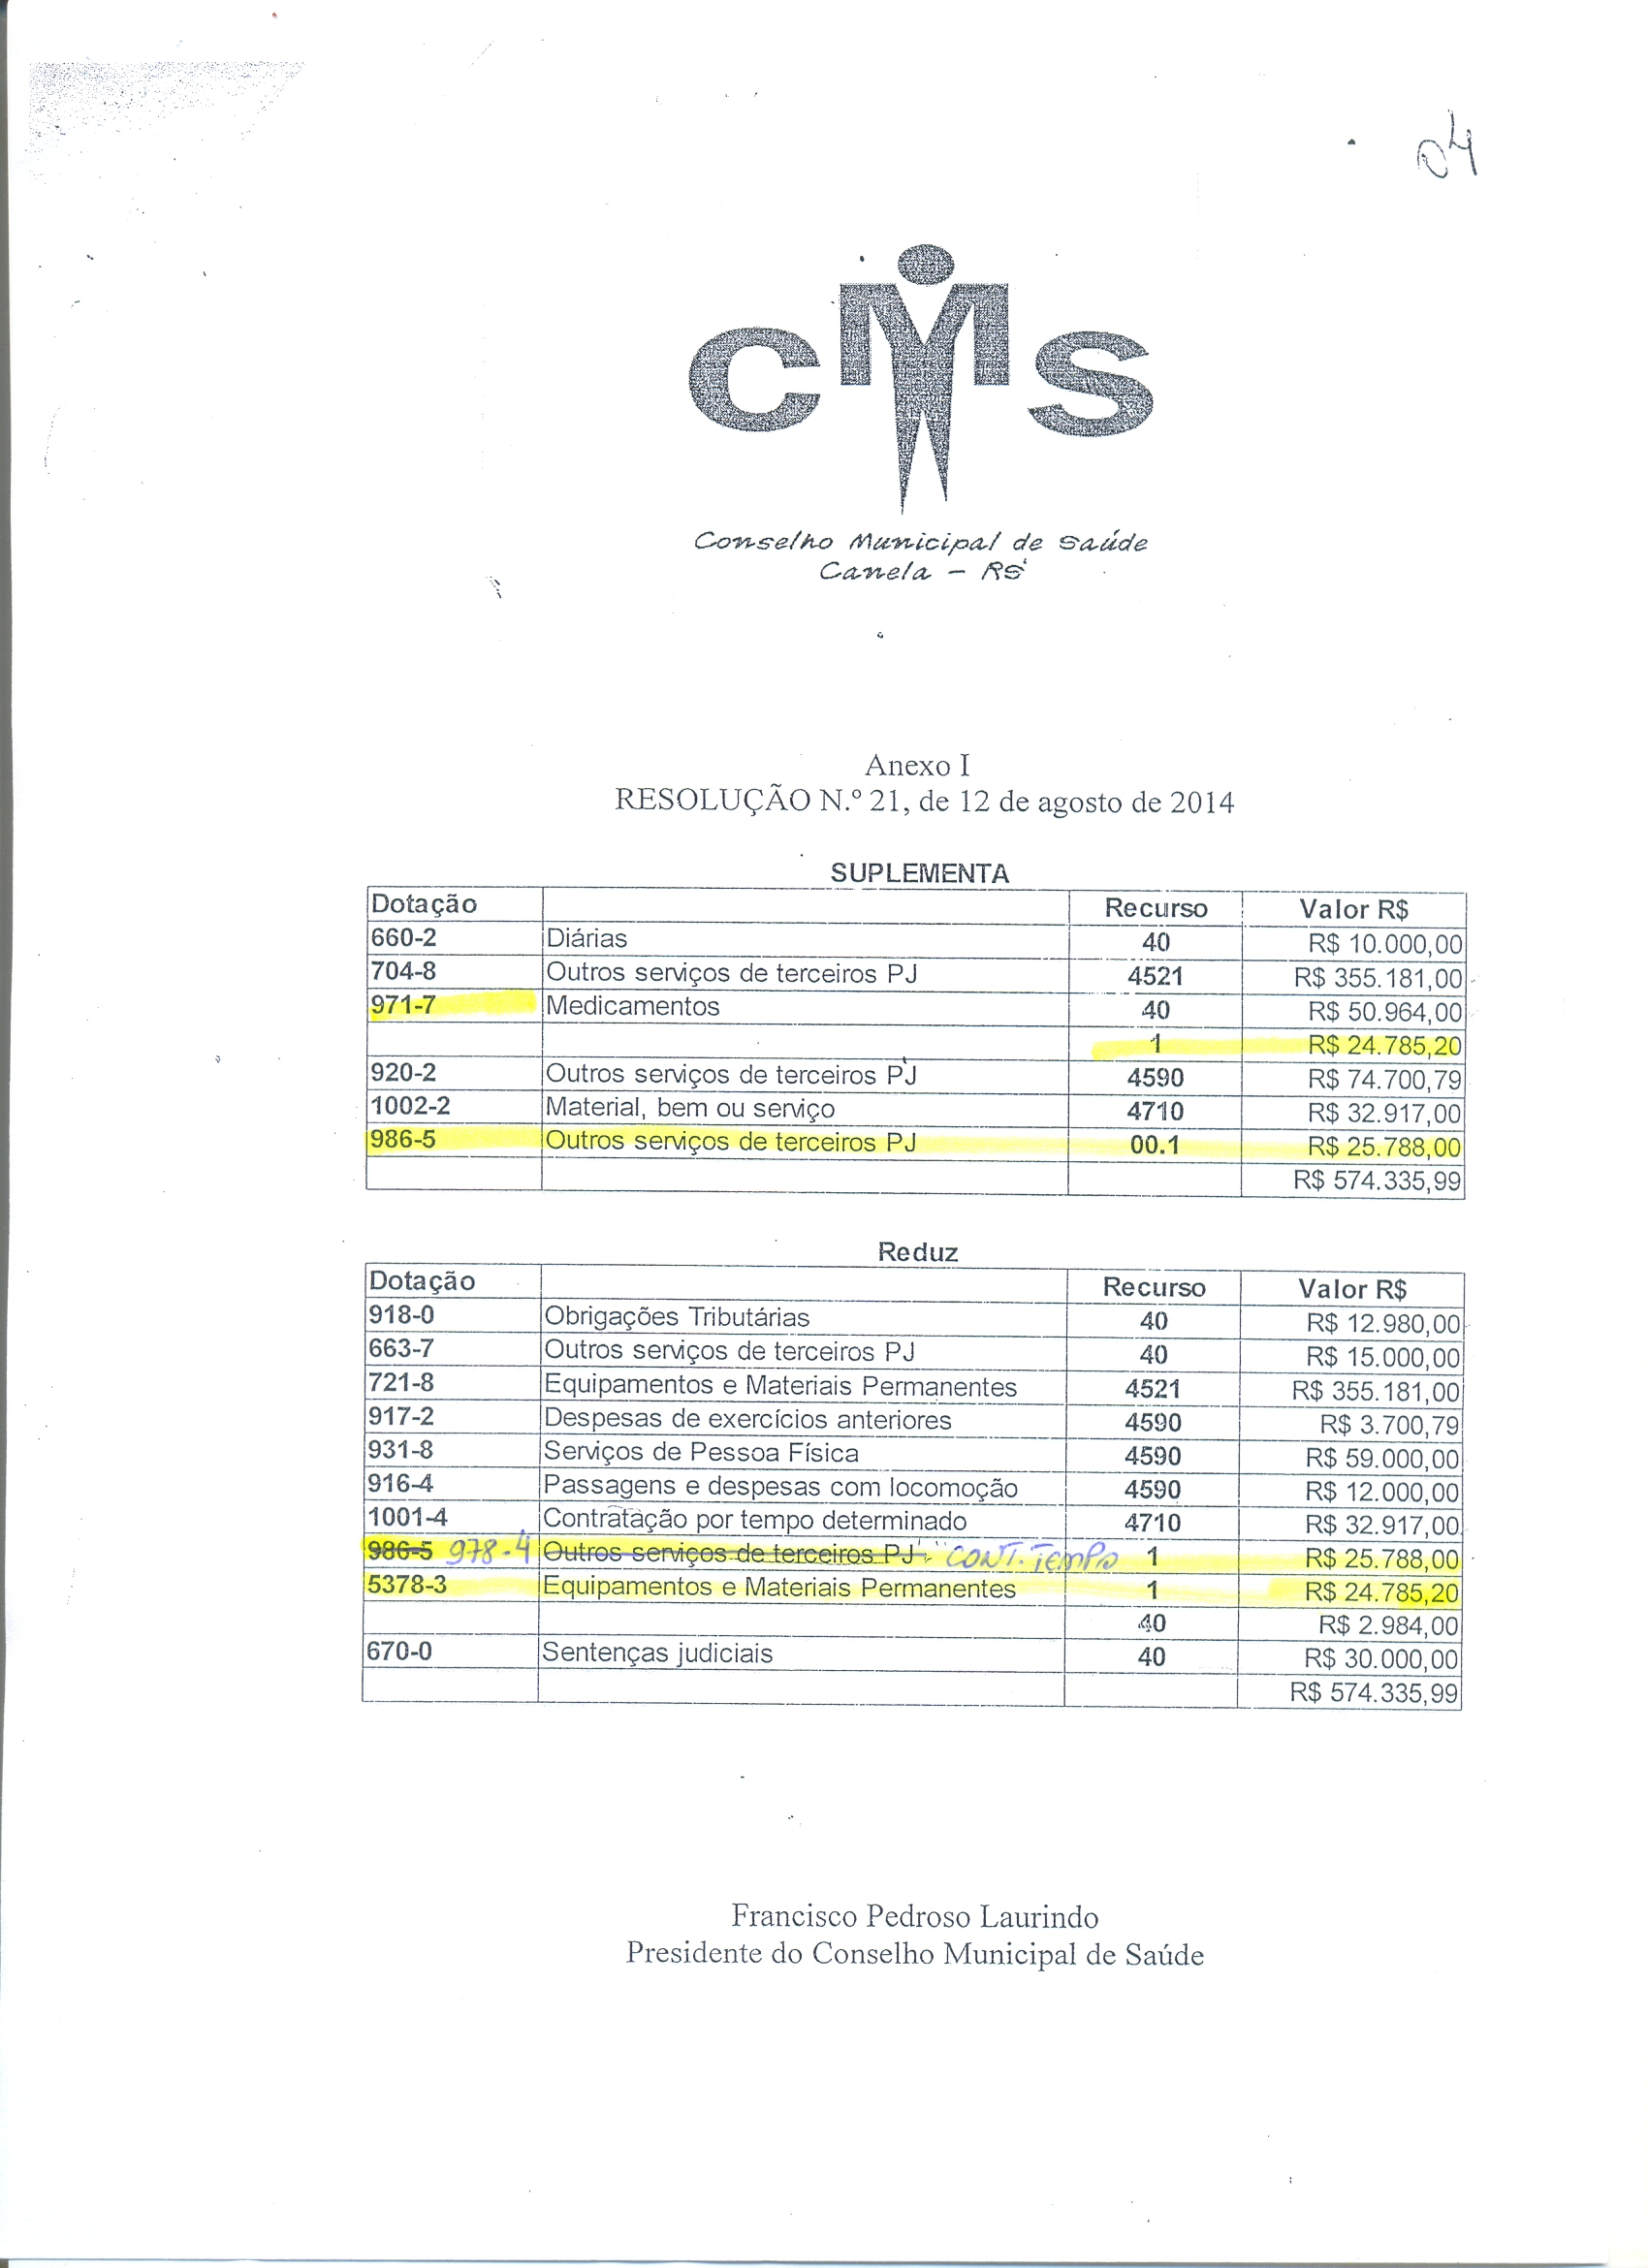 04
CMS
Conselho Municipal de Saúde
Canela - RS
Anexo I
RESOLUÇÃO N.º 21, de 12 de agosto de 2014
SUPLEMENTA
Dotação Recurso Valor R$
660-2 Diárias 40 R$ 10.000,00
704-8 Outros serviços de terceiros PJ 4521 R$ 355.181,00
971-7 Medicamentos 40 R$ 50.964,00
1 R$ 24.785,20
920-2 Outros serviços de terceiros PJ 4590 R$ 74.700,79
1002-2 Material, bem ou serviço 4710 R$ 32.917,00
986-5 Outros serviços de terceiros PJ 00.1 R$ 25.788,00
R$ 574.335,99
Reduz
Dotação Recurso Valor R$
918-0 Obrigações Tributárias 40 R$ 12.980,00
663-7 Outros serviços de terceiros PJ 40 R$ 15.000,00
721-8 Equipamentos e Materiais Permanentes 4521 R$ 355.181,00
917-2 Despesas de exercícios anteriores 4590 R$ 3.700,79
931-8 Serviços de Pessoa Física 4590 R$ 59.000,00
916-4 Passagens e despesas com locomoção 4590 R$ 12.000,00
1001-4 Contratação por tempo determinado 4710 R$ 32.917,00
986-5 978-4 Outros serviços de terceiros PJ CONT. TEMPO 1 R$ 25.788,00
5378-3 Equipamentos e Materiais Permanentes 1 R$ 24.785,20
40 R$ 2.984,00
670-0 Sentenças judiciais 40 R$ 30.000,00
R$ 574.335,99
Francisco Pedroso Laurindo
Presidente do Conselho Municipal de Saúde